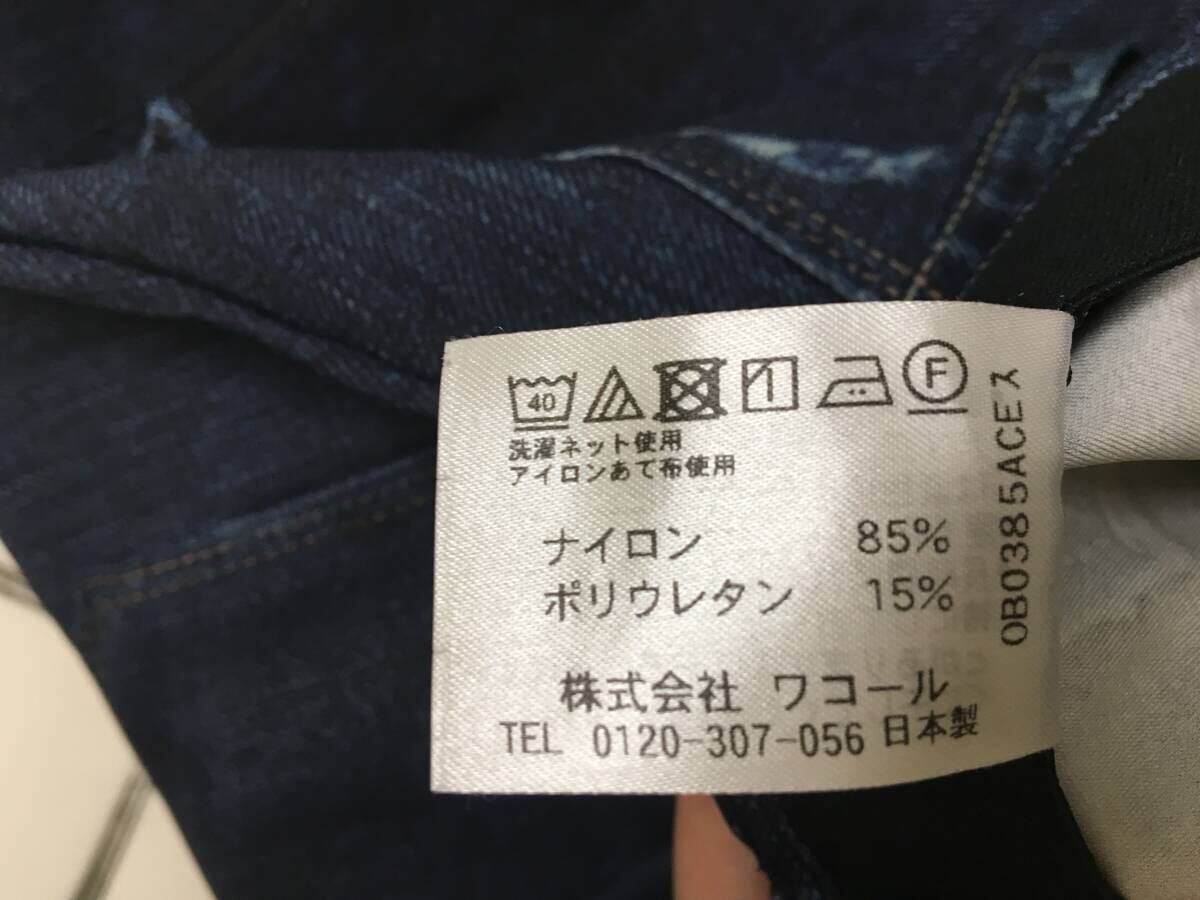 40 F
洗濯ネット使用
アイロンあて布使用
ナイロン 85%
ポリウレタン 15%
株式会社 ワコール
TEL 0120-307-056 日本製
OB0385ACEス